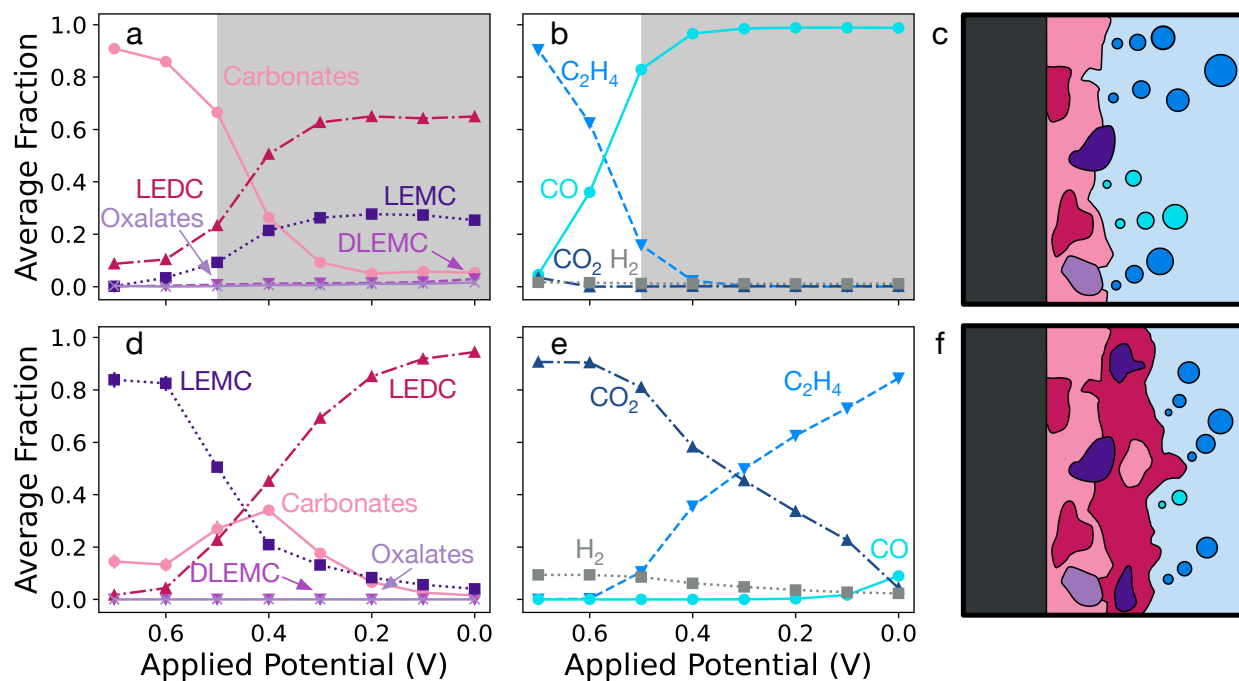 a
b
c
1.0
0.8
0.6
0.4
0.2
0.0
Average Fraction
Carbonates
LEDC
Oxalates
LEMC
DLEMC
C₂H₄
CO
CO₂ H₂
d
e
f
1.0
0.8
0.6
0.4
0.2
0.0
Average Fraction
LEMC
LEDC
Carbonates
Oxalates
DLEMC
CO₂
C₂H₄
H₂
CO
0.6 0.4 0.2 0.0
0.6 0.4 0.2 0.0
Applied Potential (V)
Applied Potential (V)